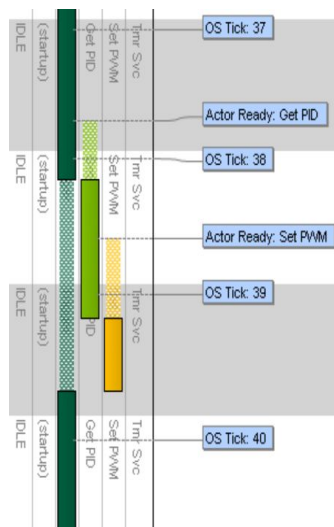 OS Tick: 37
Actor Ready: Get PID
OS Tick: 38
Actor Ready: Set PWM
OS Tick: 39
OS Tick: 40
IDLE
(startup)
Get PID
Set PWM
Tmr Svc
IDLE
(startup)
Set PWM
Tmr Svc
IDLE
(startup)
PID
Tmr Svc
IDLE
(startup)
Get PID
Set PWM
Tmr Svc